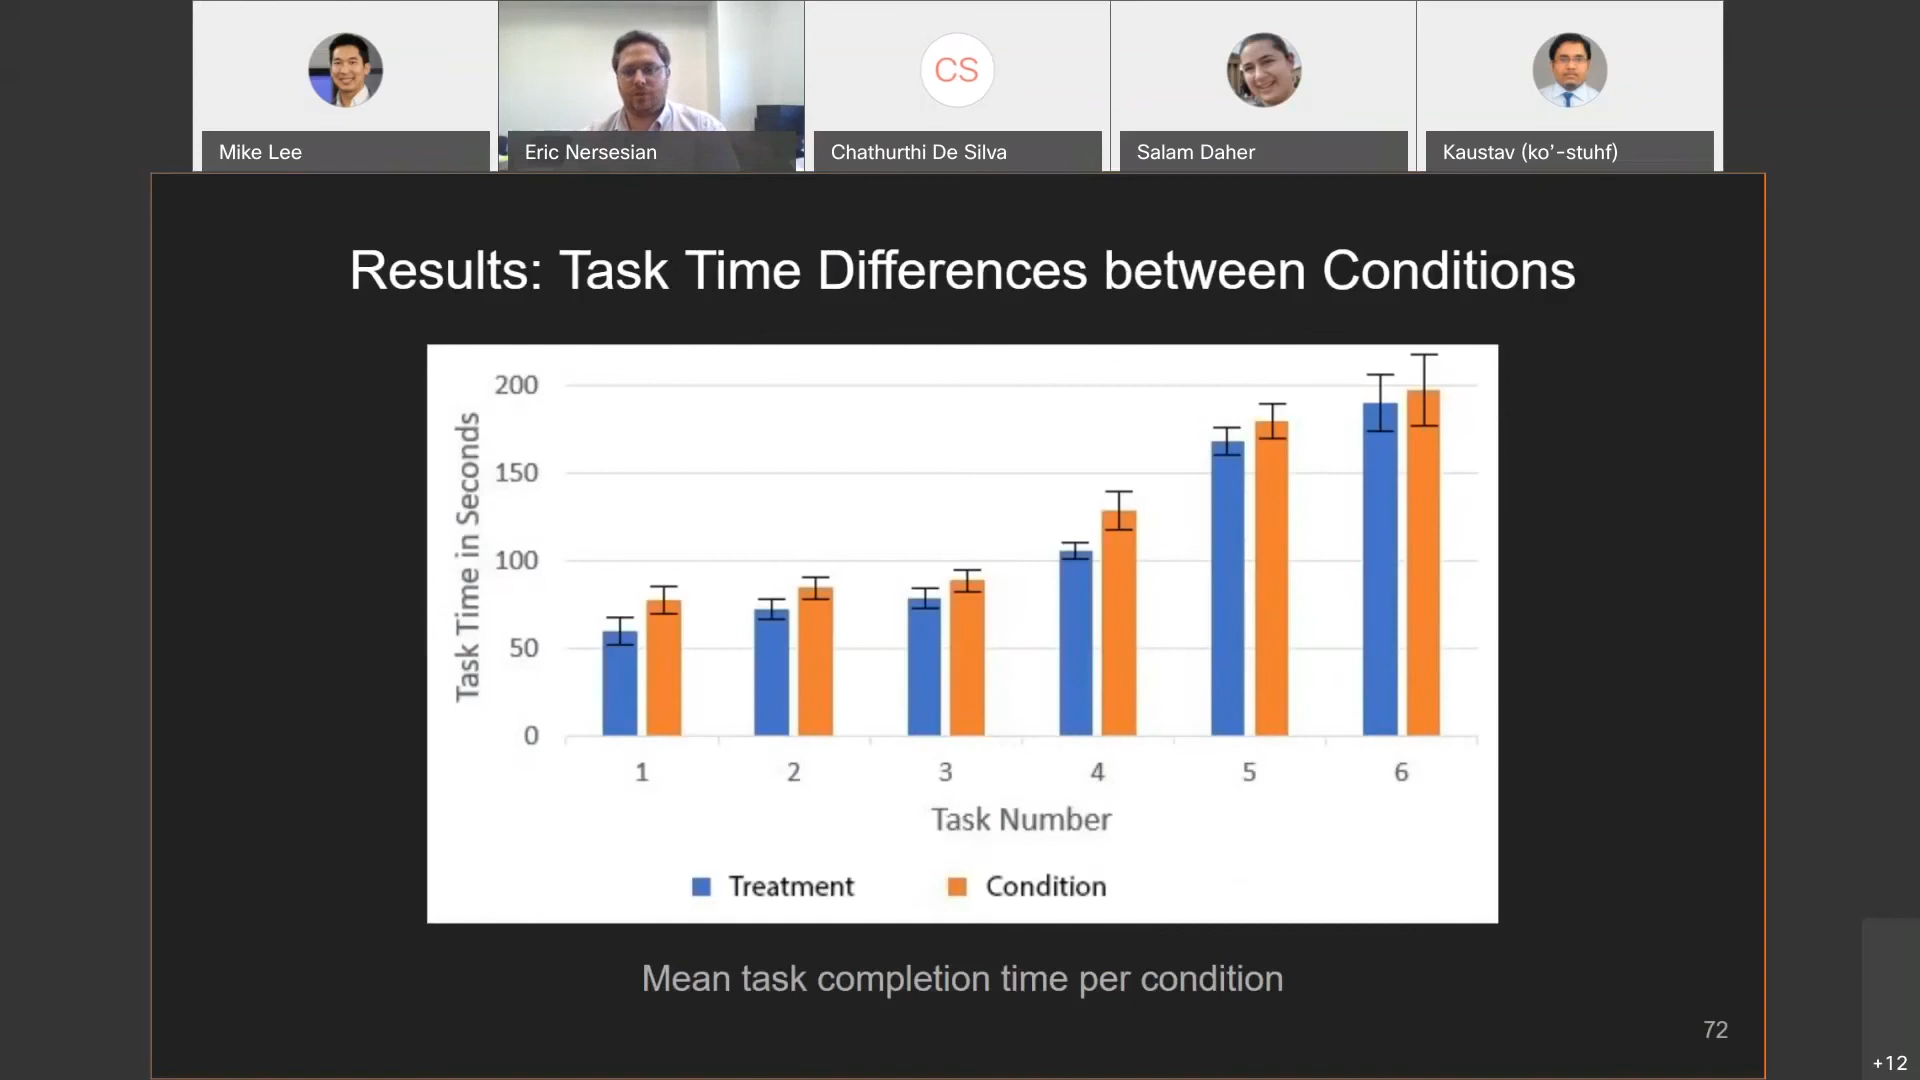 Mike Lee
Eric Nersesian
CS
Chathurthi De Silva
Salam Daher
Kaustav (ko’-stuhf)
Results: Task Time Differences between Conditions
Task Time in Seconds
200
150
100
50
0
1 2 3 4 5 6
Task Number
Treatment Condition
Mean task completion time per condition
72
+12